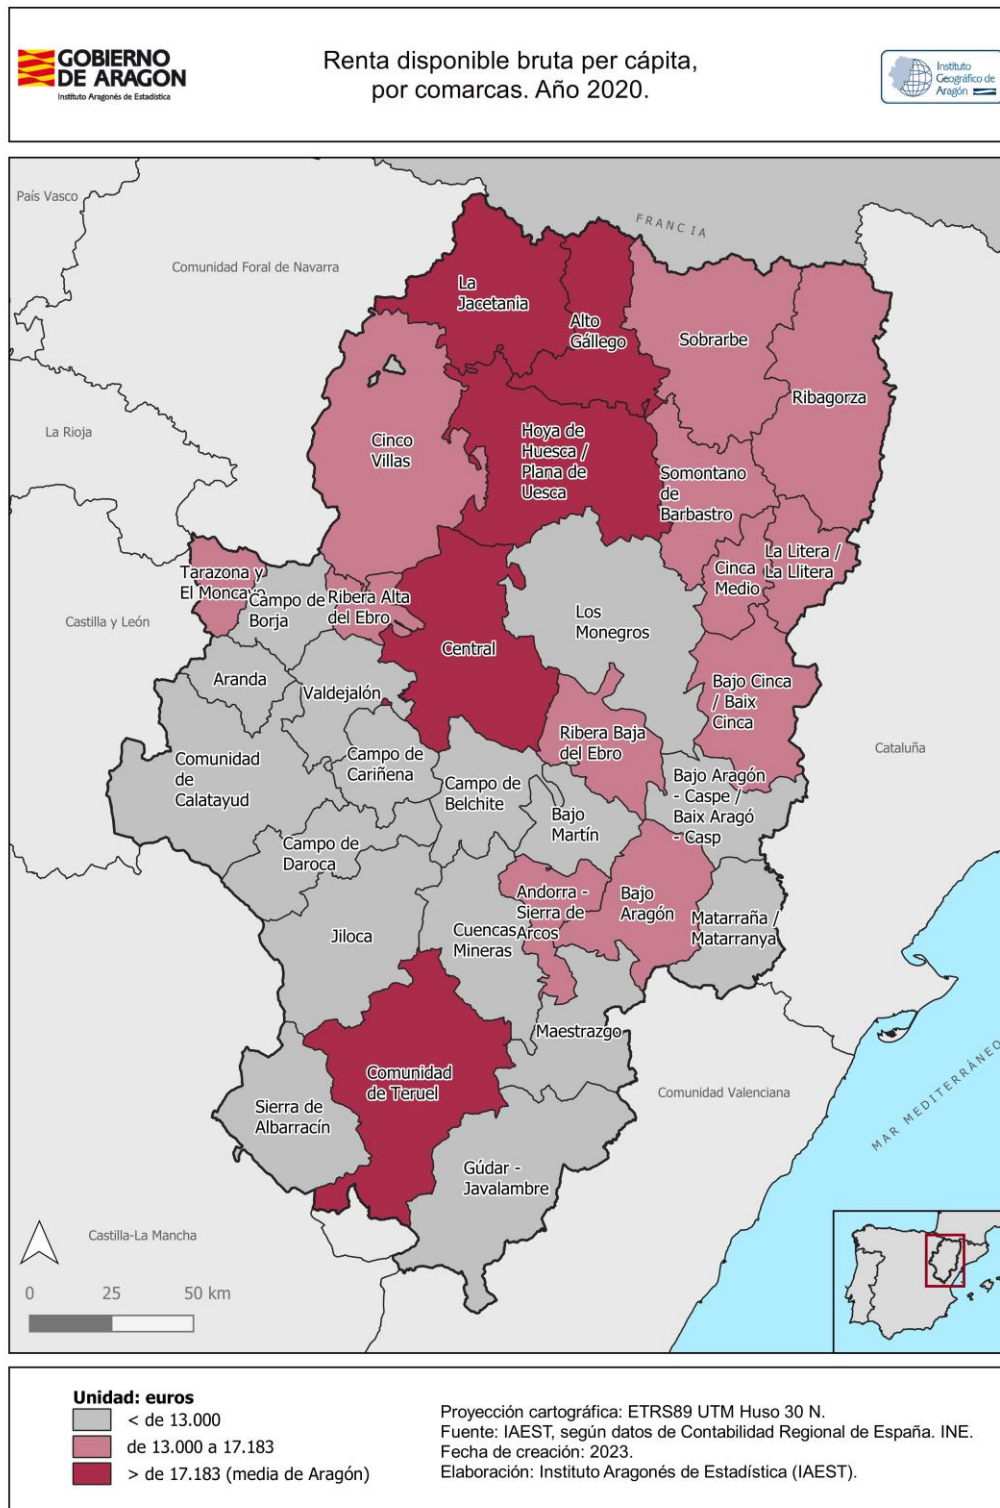 GOBIERNO
DE ARAGON
Instituto Aragonés de Estadística
Renta disponible bruta per cápita,
por comarcas. Año 2020.
Instituto
Geográfico de
Aragón
País Vasco
FRANCIA
Comunidad Foral de Navarra
La
Jacetania
Alto
Gállego
Sobrarbe
Ribagorza
La Rioja
Cinco
Villas
Hoya de
Huesca /
Plana de
Uesca
Somontano
de
Barbastro
La Litera /
La Llitera
Cinca
Medio
Tarazona y
El Moncayo
Campo de
Borja
Ribera Alta
del Ebro
Los
Monegros
Castilla y León
Central
Aranda
Valdejalón
Bajo Cinca
/ Baix
Cinca
Ribera Baja
del Ebro
Cataluña
Comunidad
de
Calatayud
Campo de
Cariñena
Campo de
Belchite
Bajo
Martín
Bajo Aragón
- Caspe /
Baix Aragó
- Casp
Campo de
Daroca
Andorra -
Sierra de
Arcos
Bajo
Aragón
Matarraña /
Matarranya
Jiloca
Cuencas
Mineras
Maestrazgo
Comunidad
de Teruel
Comunidad Valenciana
MAR MEDITERRÁNEO
Sierra de
Albarracín
Gúdar -
Javalambre
Castilla-La Mancha
0 25 50 km
Unidad: euros
< de 13.000
de 13.000 a 17.183
> de 17.183 (media de Aragón)
Proyección cartográfica: ETRS89 UTM Huso 30 N.
Fuente: IAEST, según datos de Contabilidad Regional de España. INE.
Fecha de creación: 2023.
Elaboración: Instituto Aragonés de Estadística (IAEST).